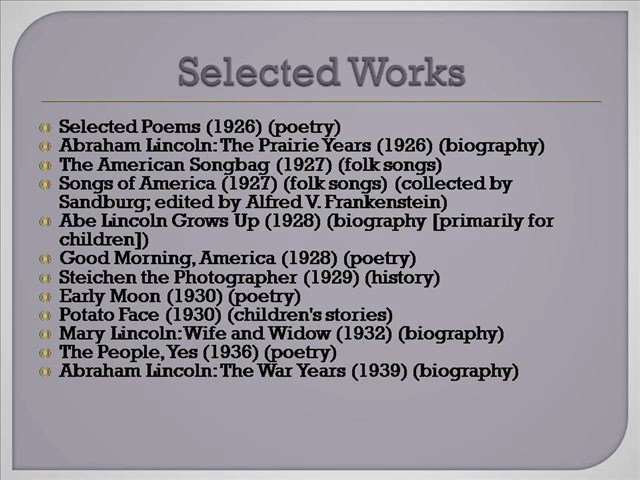 Selected Works
Selected Poems (1926) (poetry)
Abraham Lincoln: The Prairie Years (1926) (biography)
The American Songbag (1927) (folk songs)
Songs of America (1927) (folk songs) (collected by
Sandburg; edited by Alfred V. Frankenstein)
Abe Lincoln Grows Up (1928) (biography [primarily for
children])
Good Morning, America (1928) (poetry)
Steichen the Photographer (1929) (history)
Early Moon (1930) (poetry)
Potato Face (1930) (children's stories)
Mary Lincoln: Wife and Widow (1932) (biography)
The People, Yes (1936) (poetry)
Abraham Lincoln: The War Years (1939) (biography)